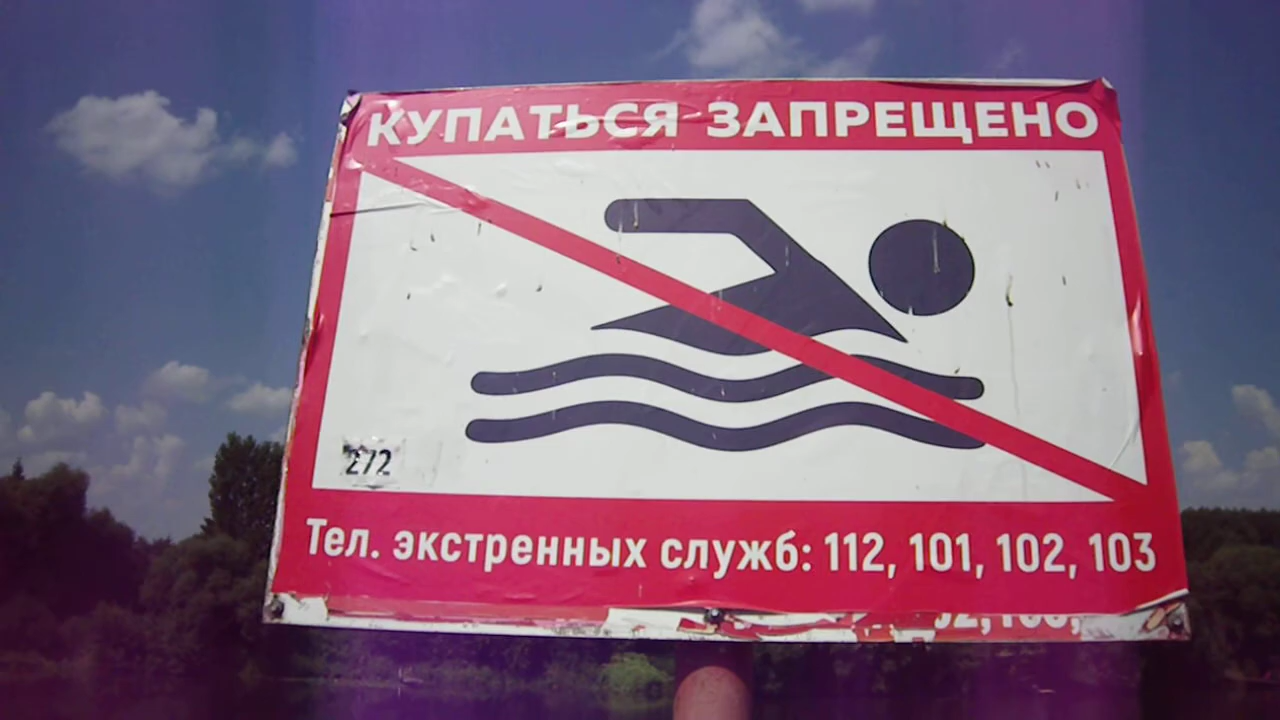 КУПАТЬСЯ ЗАПРЕЩЕНО
272
Тел. экстренных служб: 112, 101, 102, 103